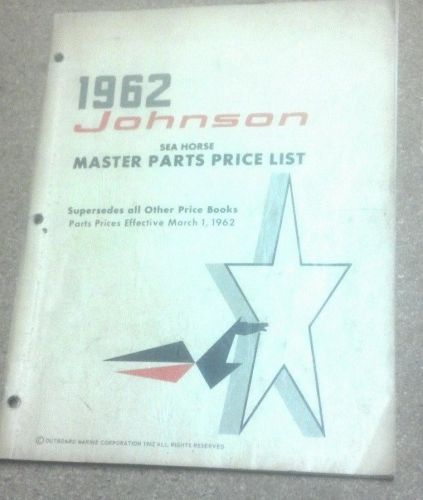 1962
Johnson
SEA HORSE
MASTER PARTS PRICE LIST
Supersedes all Other Price Books
Parts Prices Effective March 1, 1962
© OUTBOARD MARINE CORPORATION 1962 ALL RIGHTS RESERVED